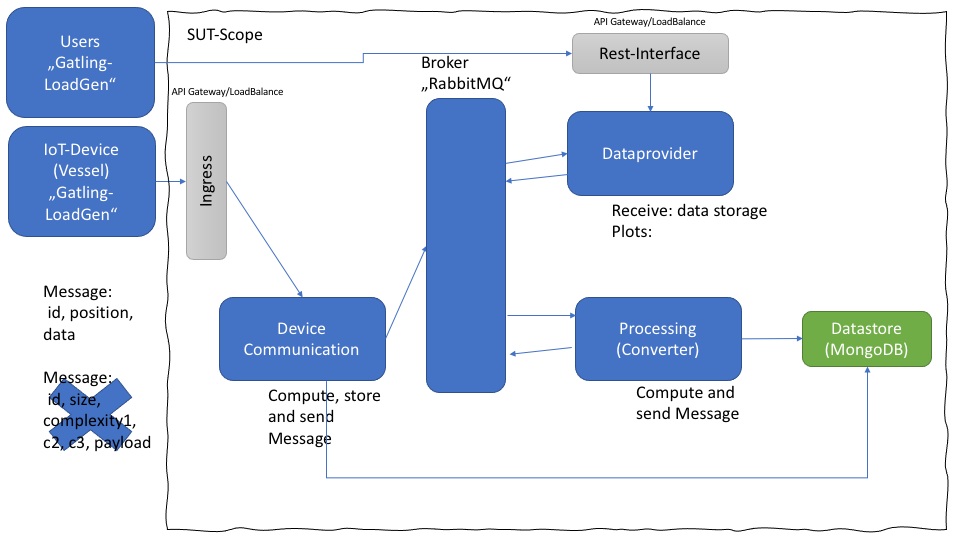 Users
„Gatling-
LoadGen“
IoT-Device
(Vessel)
„Gatling-
LoadGen“
SUT-Scope
API Gateway/LoadBalance
Rest-Interface
Broker
„RabbitMQ“
API Gateway/LoadBalance
Ingress
Dataprovider
Receive: data storage
Plots:
Device
Communication
Compute, store
and send
Message
Processing
(Converter)
Compute and
send Message
Datastore
(MongoDB)
Message:
id, position,
data
Message:
id, size,
complexity1,
c2, c3, payload